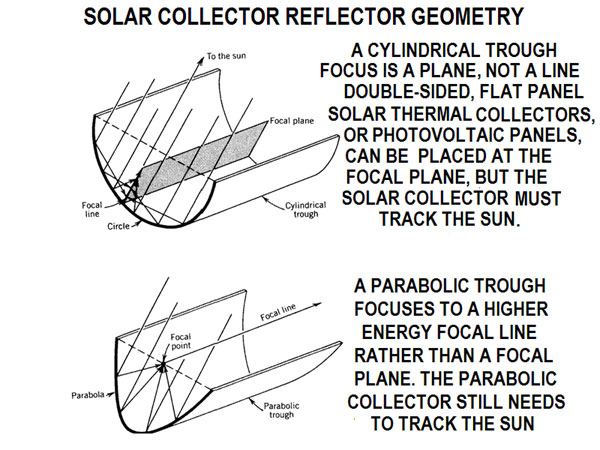 SOLAR COLLECTOR REFLECTOR GEOMETRY
To the sun
Focal plane
Focal
line
Circle
Cylindrical
trough
A CYLINDRICAL TROUGH
FOCUS IS A PLANE, NOT A LINE
DOUBLE-SIDED, FLAT PANEL
SOLAR THERMAL COLLECTORS,
OR PHOTOVOLTAIC PANELS,
CAN BE PLACED AT THE
FOCAL PLANE, BUT THE
SOLAR COLLECTOR MUST
TRACK THE SUN.
Focal line
Focal
point
Parabola
Parabolic
trough
A PARABOLIC TROUGH
FOCUSES TO A HIGHER
ENERGY FOCAL LINE
RATHER THAN A FOCAL
PLANE. THE PARABOLIC
COLLECTOR STILL NEEDS
TO TRACK THE SUN